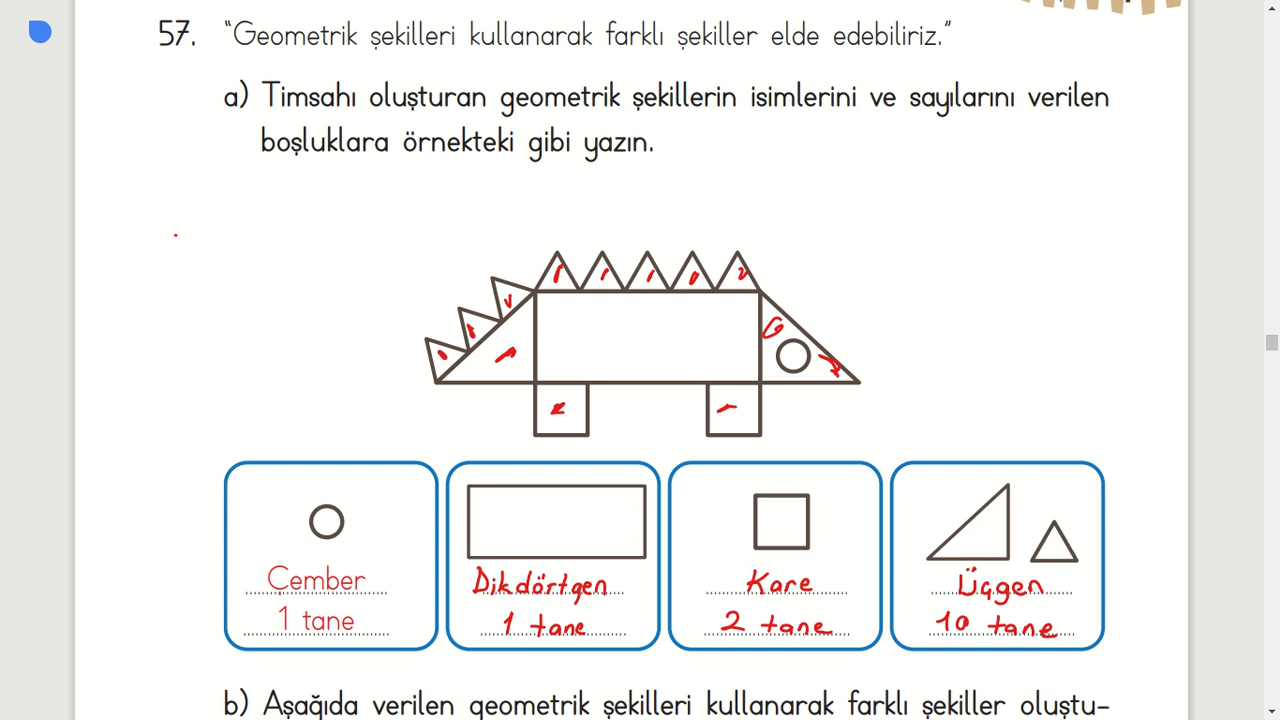 57. "Geometrik şekilleri kullanarak farklı şekiller elde edebiliriz."
a) Timsahı oluşturan geometrik şekillerin isimlerini ve sayılarını verilen
boşluklara örnekteki gibi yazın.
Çember
1 tane
Dikdörtgen
1 tane
Kare
2 tane
Üçgen
10 tane
b) Aşağıda verilen geometrik şekilleri kullanarak farklı şekiller oluştu-